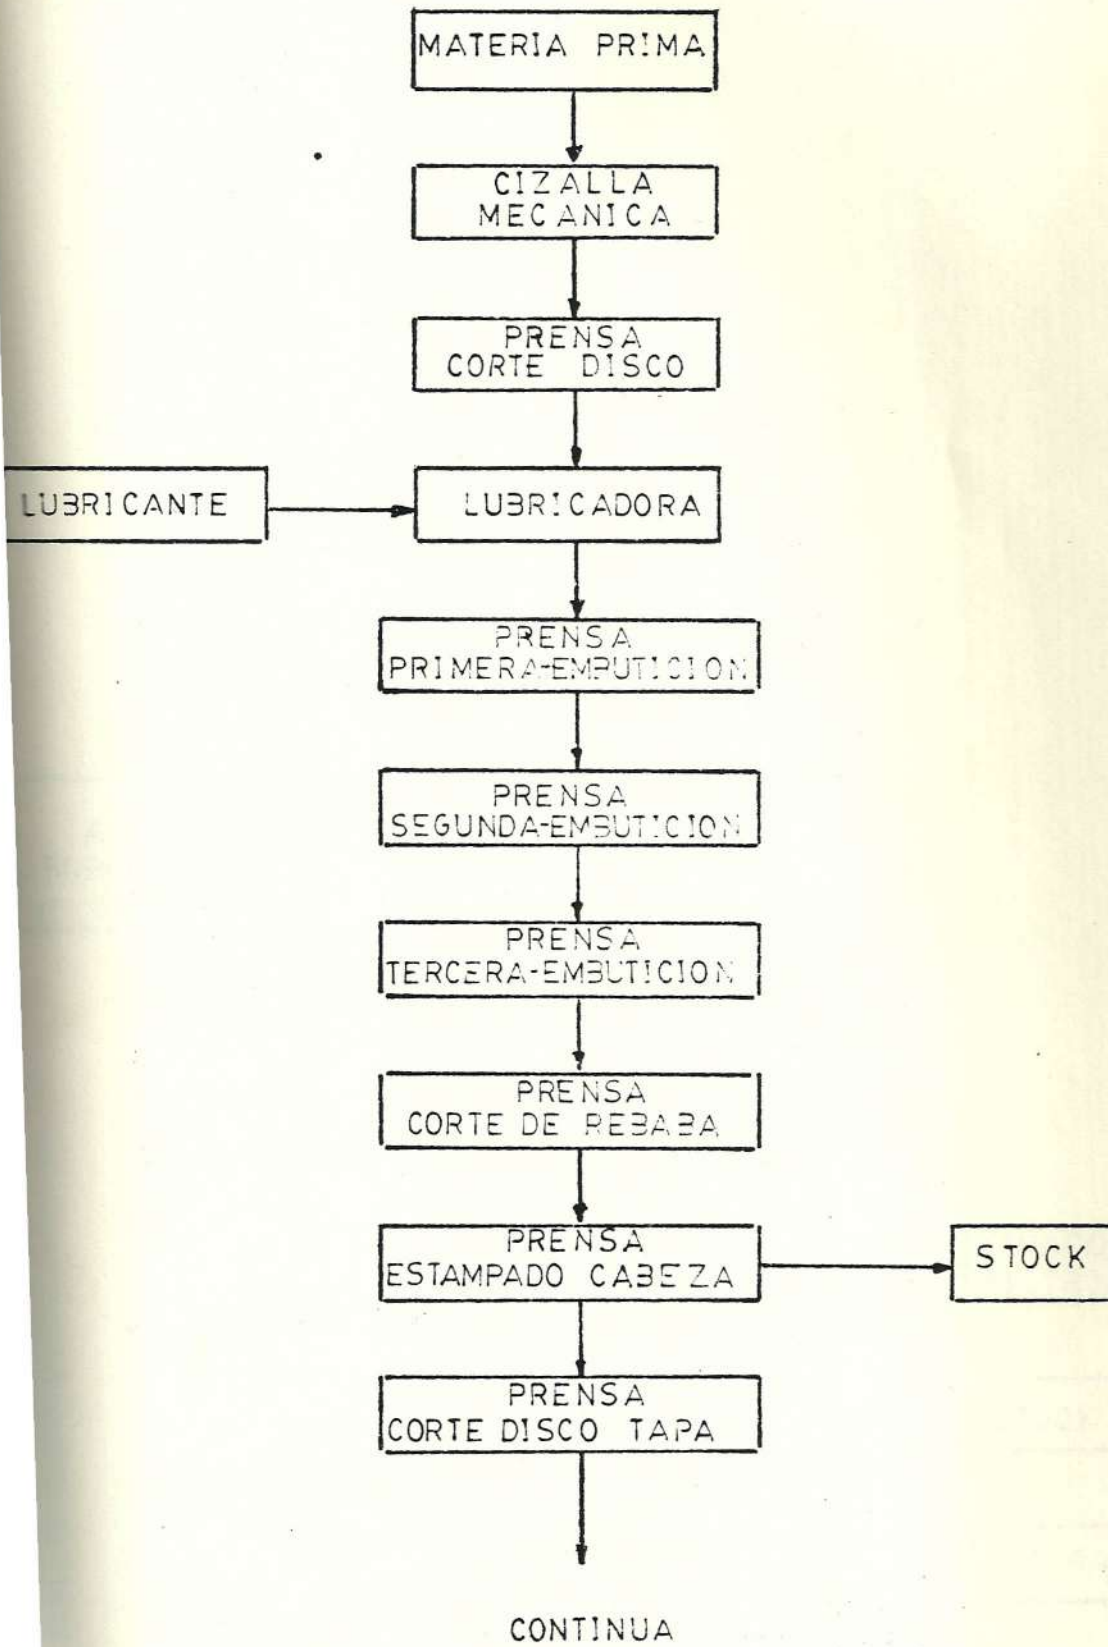 MATERIA PRIMA
CIZALLA
MECANICA
PRENSA
CORTE DISCO
LUBRICANTE
LUBRICADORA
PRENSA
PRIMERA-EMBUTICION
PRENSA
SEGUNDA-EMBUTICION
PRENSA
TERCERA-EMBUTICION
PRENSA
CORTE DE REBABA
PRENSA
ESTAMPADO CABEZA
STOCK
PRENSA
CORTE DISCO TAPA
CONTINUA